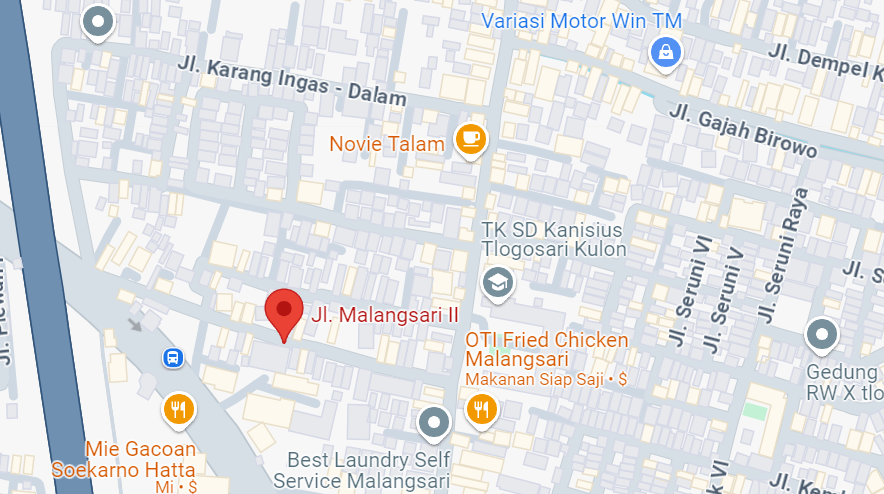 Variasi Motor Win TM
Jl. Dempel K
Jl. Karang Ingas - Dalam
Jl. Gajah Birowo
Novie Talam
TK SD Kanisius
Tlogosari Kulon
Jl. Seruni VI
Jl. Seruni V
Jl. Seruni Raya
Jl. S
Jl. Malangsari II
OTI Fried Chicken
Malangsari
Makanan Siap Saji • $
Gedung
RW X tlo
Mie Gacoan
Soekarno Hatta
Mi • $
Best Laundry Self
Service Malangsari
k VI